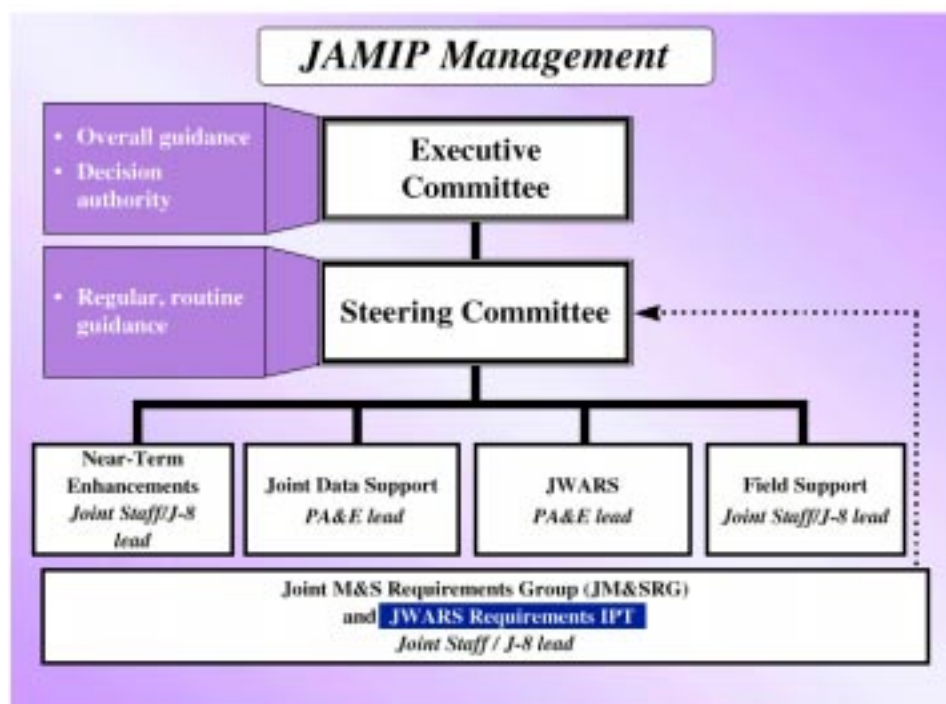 JAMIP Management
• Overall guidance
• Decision
authority
Executive
Committee
• Regular, routine
guidance
Steering Committee
Near-Term
Enhancements
Joint Staff/J-8
lead
Joint Data Support
PA&E lead
JWARS
PA&E lead
Field Support
Joint Staff/J-8 lead
Joint M&S Requirements Group (JM&SRG)
and JWARS Requirements IPT
Joint Staff / J-8 lead